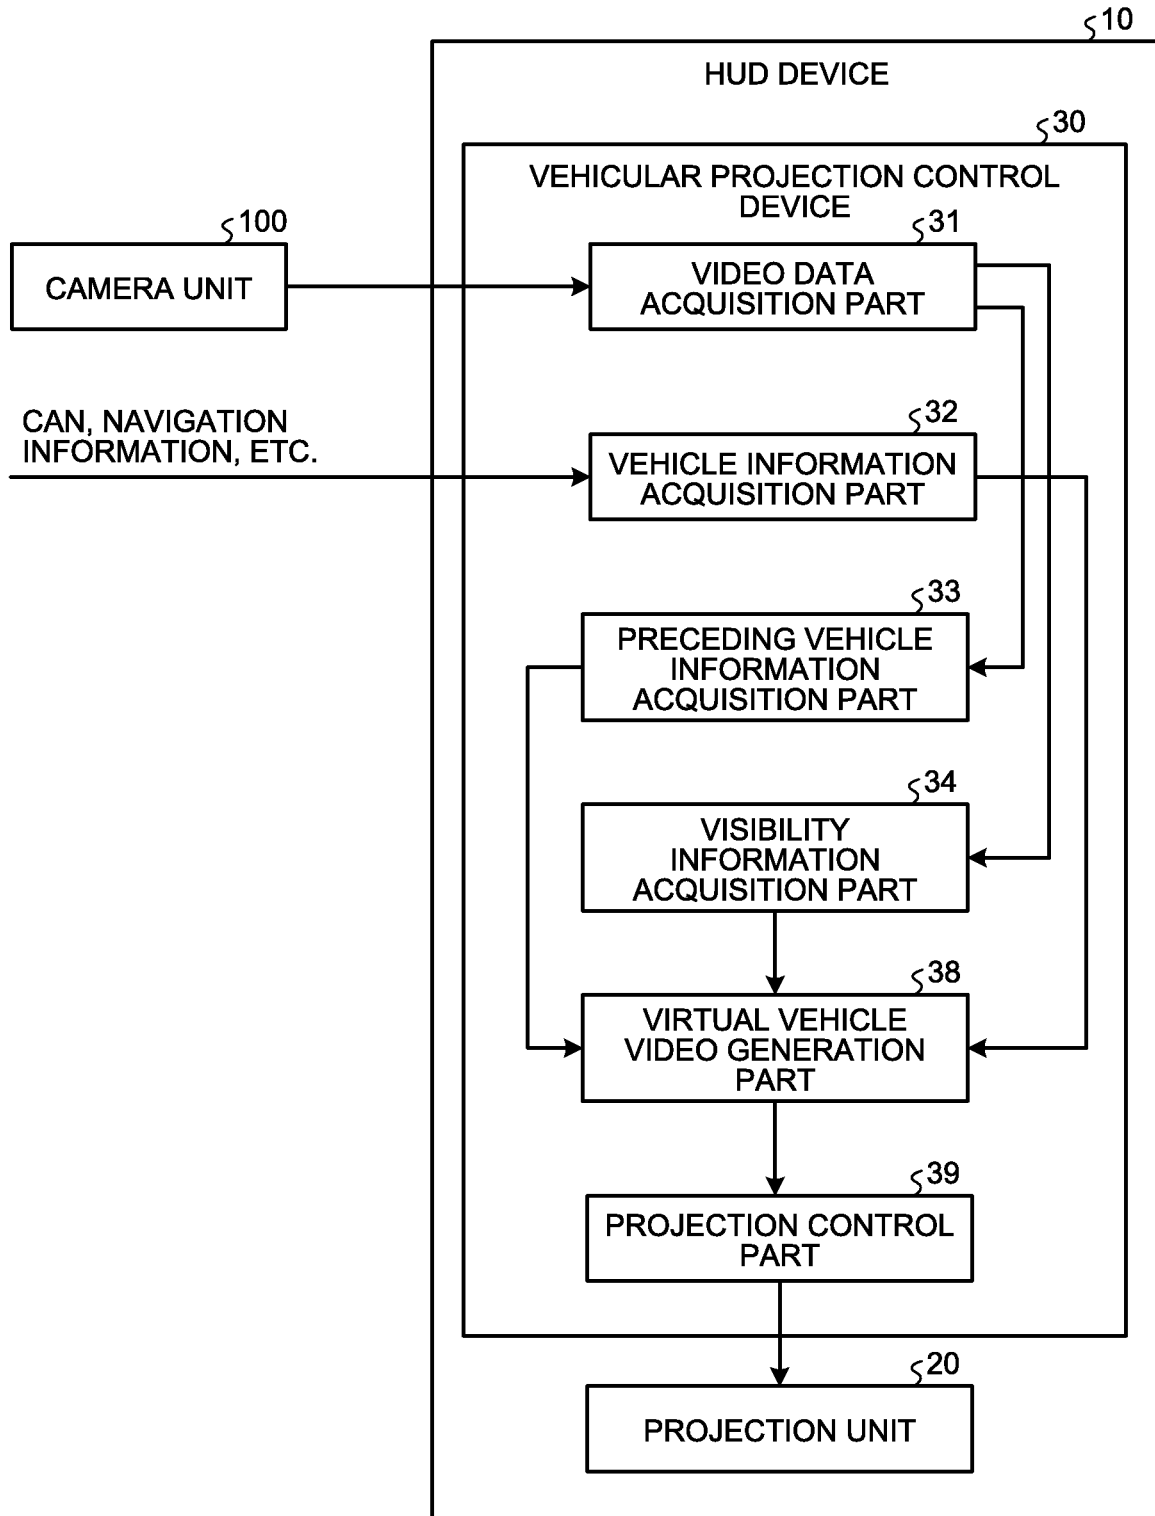 10
HUD DEVICE
30
VEHICULAR PROJECTION CONTROL
DEVICE
100
CAMERA UNIT
31
VIDEO DATA
ACQUISITION PART
CAN, NAVIGATION
INFORMATION, ETC.
32
VEHICLE INFORMATION
ACQUISITION PART
33
PRECEDING VEHICLE
INFORMATION
ACQUISITION PART
34
VISIBILITY
INFORMATION
ACQUISITION PART
38
VIRTUAL VEHICLE
VIDEO GENERATION
PART
39
PROJECTION CONTROL
PART
20
PROJECTION UNIT